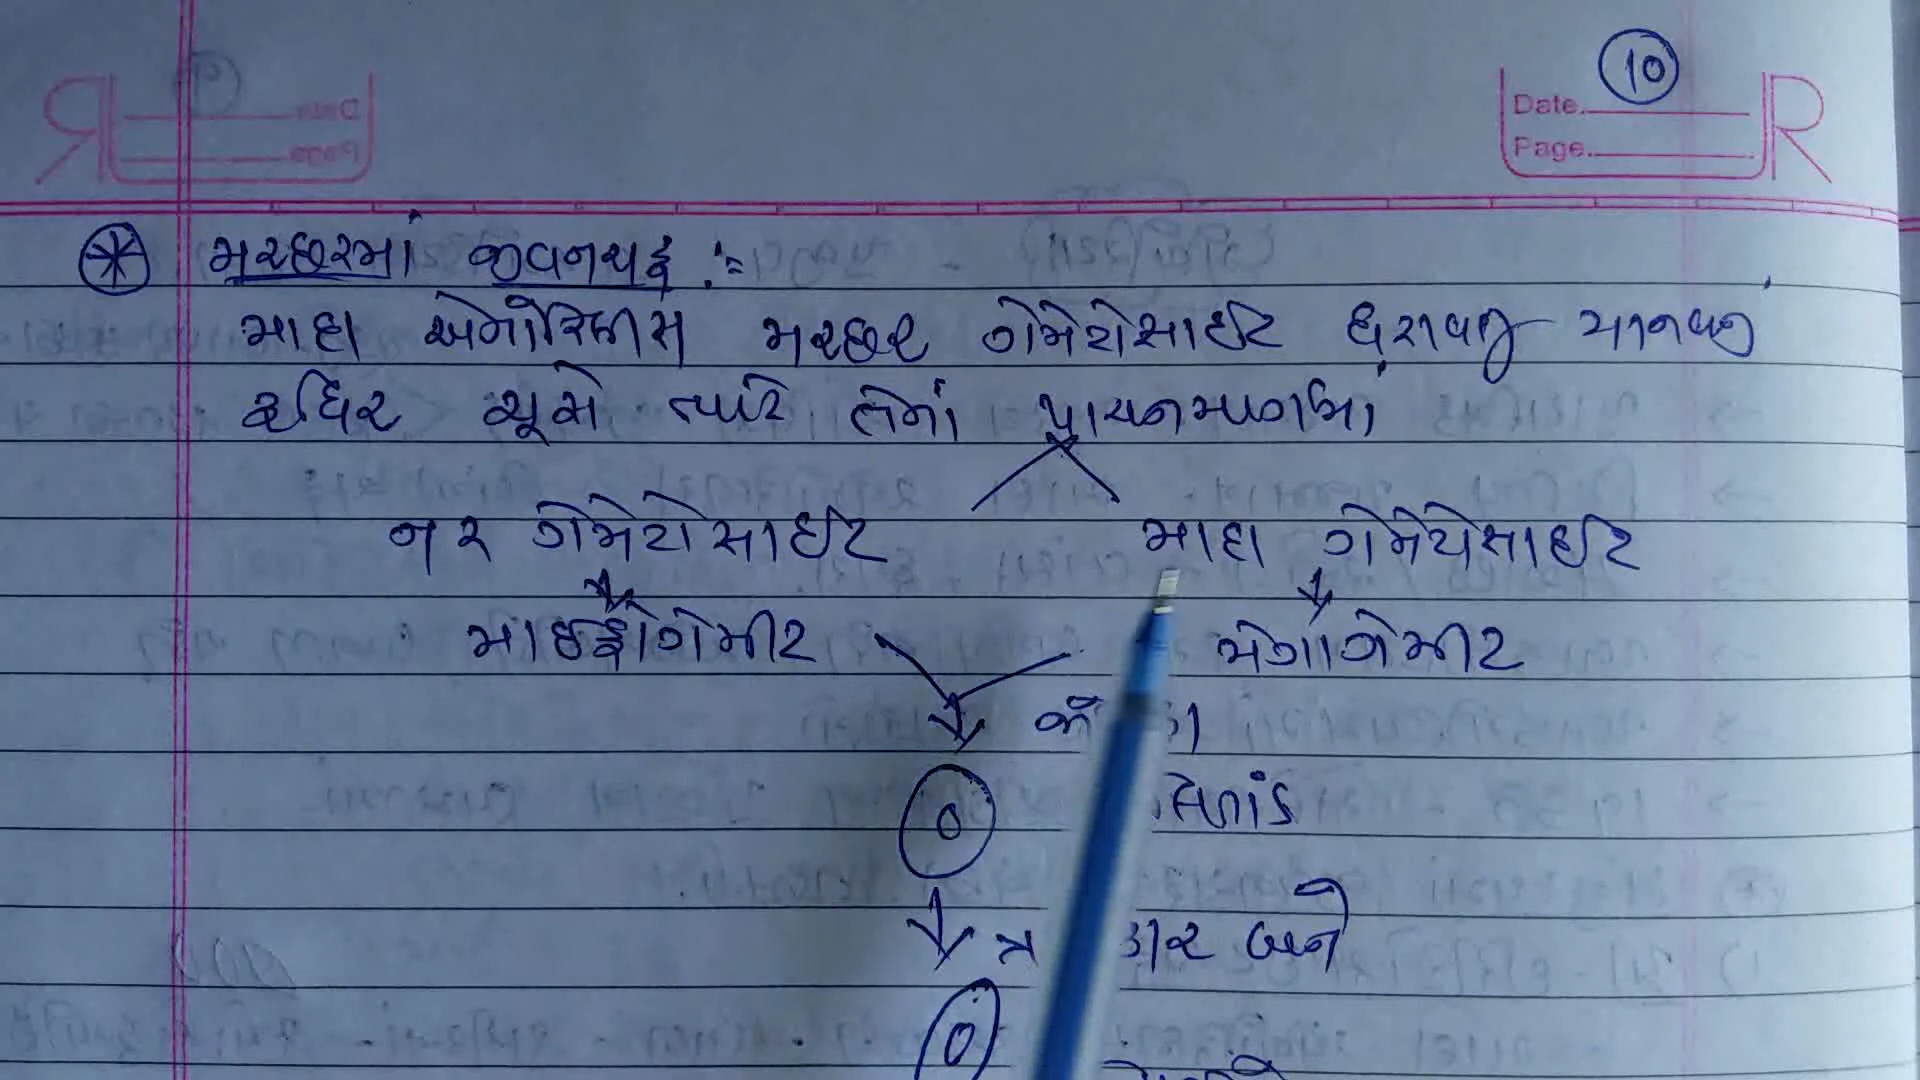 10
Date.
Page.
મચ્છરમાં જીવનચક્ર :-
માદા એનોફિલીસ મચ્છર ગેમેટોસાઈટ ધરાવતુ માનવનું
રુધિર ચૂસે ત્યારે તેનાં પાચનમાર્ગમાં
નર ગેમેટોસાઈટ માદા ગેમેટોસાઈટ
માઈક્રોગેમીટ મેગાગેમીટ
બને